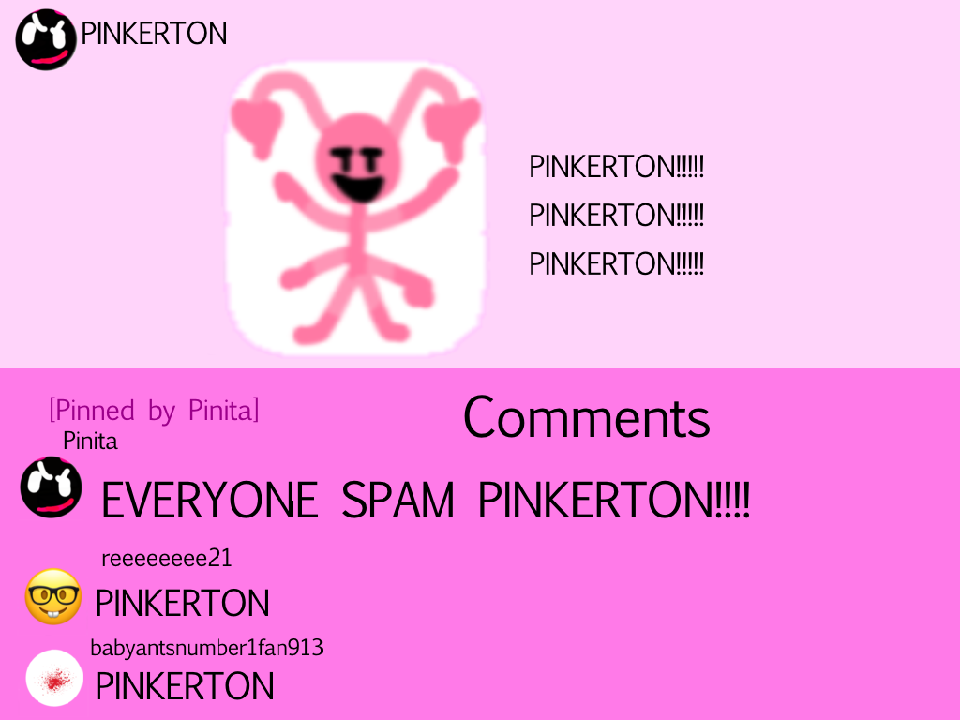 PINKERTON
PINKERTON!!!!!
PINKERTON!!!!!
PINKERTON!!!!!
[Pinned by Pinita]
Comments
Pinita
EVERYONE SPAM PINKERTON!!!!
reeeeeeee21
PINKERTON
babyantsnumber1fan913
PINKERTON